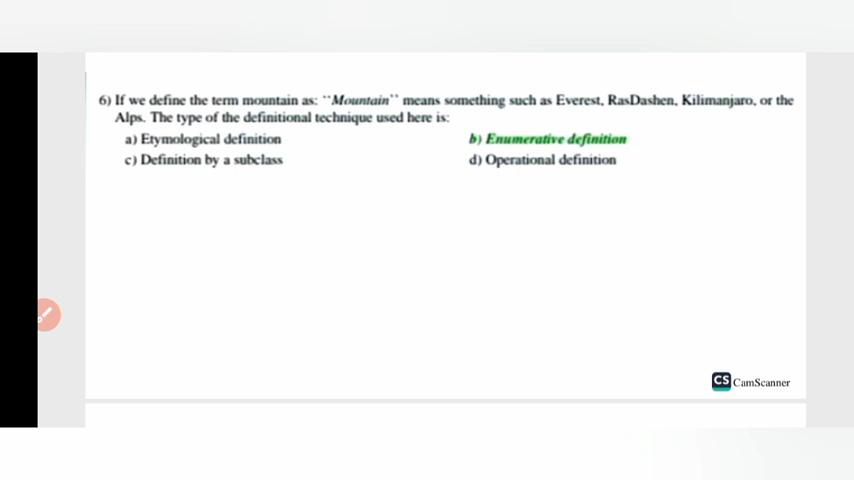 6) If we define the term mountain as: ``Mountain`` means something such as Everest, RasDashen, Kilimanjaro, or the
Alps. The type of the definitional technique used here is:
a) Etymological definition b) Enumerative definition
c) Definition by a subclass d) Operational definition
CS CamScanner